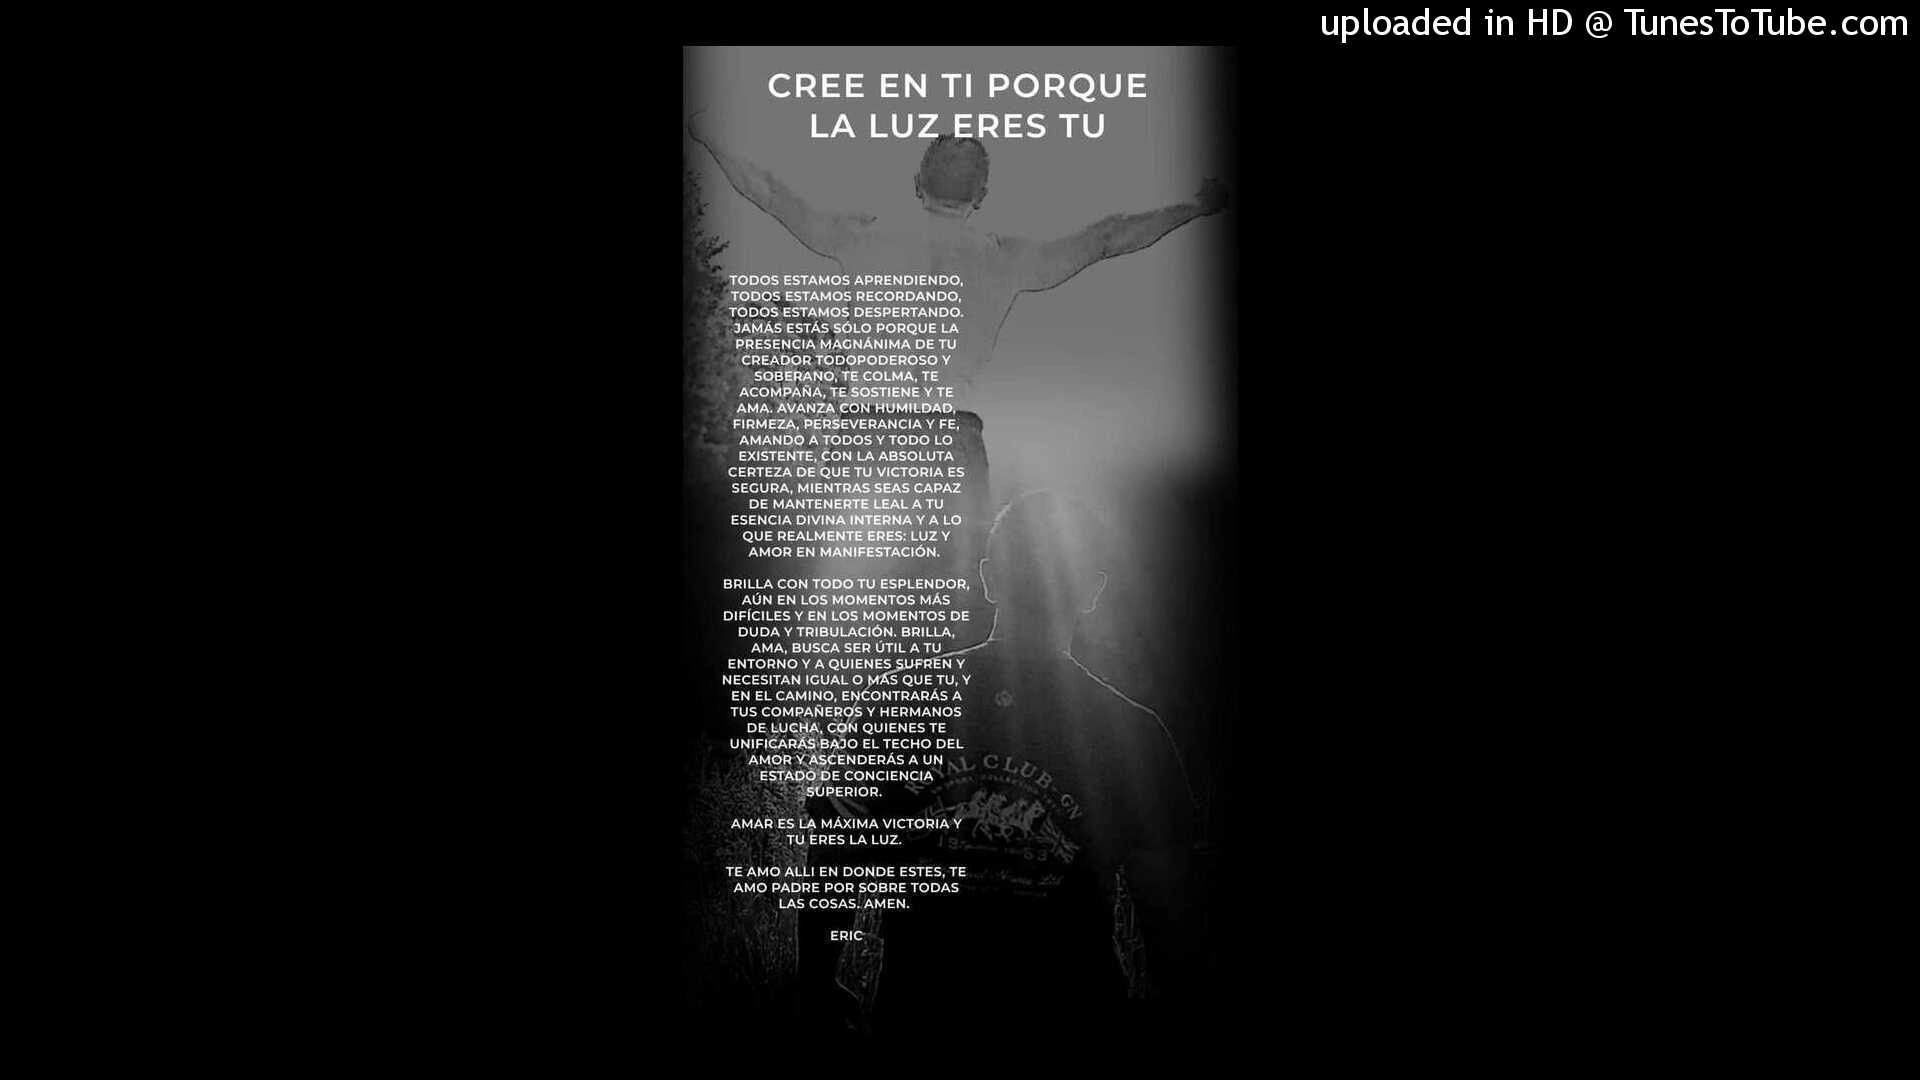 uploaded in HD @ TunesToTube.com
CREE EN TI PORQUE
LA LUZ ERES TU
TODOS ESTAMOS APRENDIENDO,
TODOS ESTAMOS RECORDANDO,
TODOS ESTAMOS DESPERTANDO.
JAMÁS ESTÁS SÓLO PORQUE LA
PRESENCIA MAGNÁNIMA DE TU
CREADOR TODOPODEROSO Y
SOBERANO, TE COLMA, TE
ACOMPAÑA, TE SOSTIENE Y TE
AMA. AVANZA CON HUMILDAD,
FIRMEZA, PERSEVERANCIA Y FE,
AMANDO A TODOS Y TODO LO
EXISTENTE, CON LA ABSOLUTA
CERTEZA DE QUE TU VICTORIA ES
SEGURA, MIENTRAS SEAS CAPAZ
DE MANTENERTE LEAL A TU
ESENCIA DIVINA INTERNA Y A LO
QUE REALMENTE ERES: LUZ Y
AMOR EN MANIFESTACIÓN.
BRILLA CON TODO TU ESPLENDOR,
AÚN EN LOS MOMENTOS MÁS
DIFÍCILES Y EN LOS MOMENTOS DE
DUDA Y TRIBULACIÓN. BRILLA,
AMA, BUSCA SER ÚTIL A TU
ENTORNO Y A QUIENES SUFREN Y
NECESITAN IGUAL O MÁS QUE TU, Y
EN EL CAMINO, ENCONTRARÁS A
TUS COMPAÑEROS Y HERMANOS
DE LUCHA, CON QUIENES TE
UNIFICARÁS BAJO EL TECHO DEL
AMOR Y ASCENDERÁS A UN
ESTADO DE CONCIENCIA
SUPERIOR.
AMAR ES LA MÁXIMA VICTORIA Y
TU ERES LA LUZ.
TE AMO ALLI EN DONDE ESTES, TE
AMO PADRE POR SOBRE TODAS
LAS COSAS. AMEN.
ERIC
ROYAL CLUB-GN